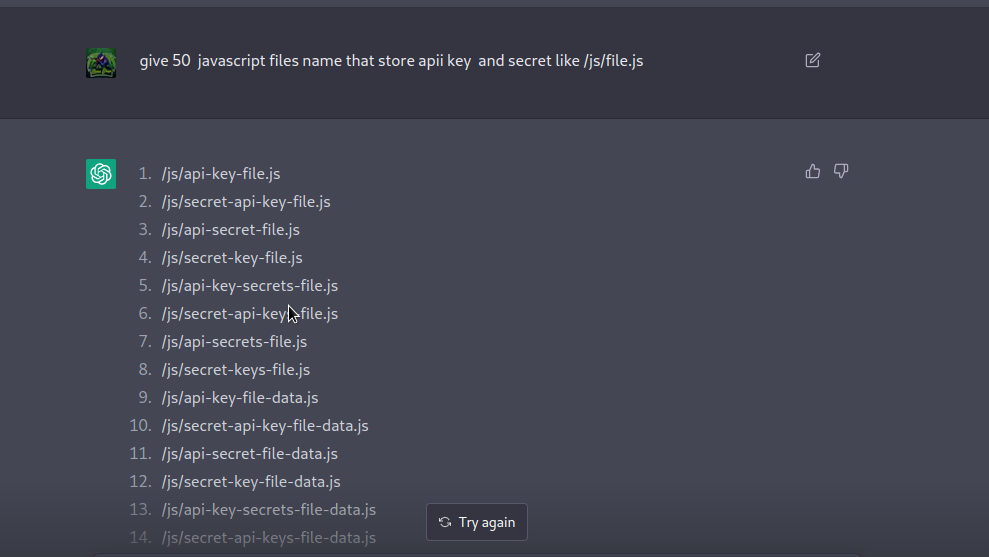 give 50 javascript files name that store apii key and secret like /js/file.js
1. /js/api-key-file.js
2. /js/secret-api-key-file.js
3. /js/api-secret-file.js
4. /js/secret-key-file.js
5. /js/api-key-secrets-file.js
6. /js/secret-api-keys-file.js
7. /js/api-secrets-file.js
8. /js/secret-keys-file.js
9. /js/api-key-file-data.js
10. /js/secret-api-key-file-data.js
11. /js/api-secret-file-data.js
12. /js/secret-key-file-data.js
13. /js/api-key-secrets-file-data.js
14. /js/secret-api-keys-file-data.js
Try again